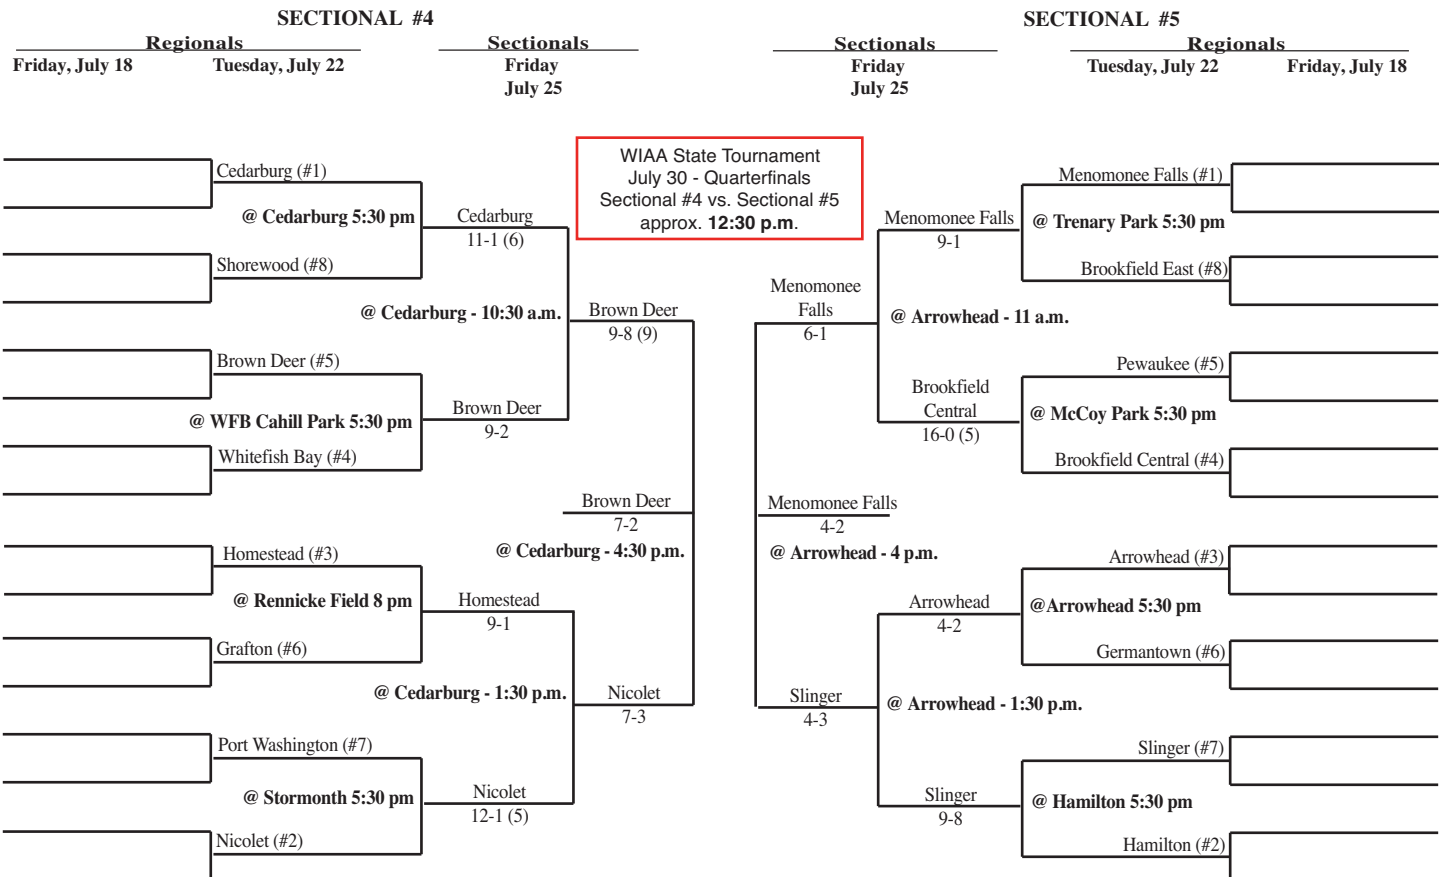 SECTIONAL #4
Regionals
Sectionals
Friday, July 18
Tuesday, July 22
Friday
July 25
Cedarburg (#1)
@ Cedarburg 5:30 pm
Shorewood (#8)
Cedarburg
11-1 (6)
@ Cedarburg - 10:30 a.m.
Brown Deer
9-8 (9)
Brown Deer (#5)
@ WFB Cahill Park 5:30 pm
Whitefish Bay (#4)
Brown Deer
9-2
Brown Deer
7-2
@ Cedarburg - 4:30 p.m.
Homestead (#3)
@ Rennicke Field 8 pm
Grafton (#6)
Homestead
9-1
@ Cedarburg - 1:30 p.m.
Nicolet
7-3
Port Washington (#7)
@ Stormonth 5:30 pm
Nicolet (#2)
Nicolet
12-1 (5)
WIAA State Tournament
July 30 - Quarterfinals
Sectional #4 vs. Sectional #5
approx. 12:30 p.m.
SECTIONAL #5
Sectionals
Regionals
Friday
July 25
Tuesday, July 22
Friday, July 18
Menomonee Falls (#1)
@ Trenary Park 5:30 pm
Brookfield East (#8)
Menomonee Falls
9-1
@ Arrowhead - 11 a.m.
Menomonee
Falls
6-1
Pewaukee (#5)
@ McCoy Park 5:30 pm
Brookfield Central (#4)
Brookfield
Central
16-0 (5)
Menomonee Falls
4-2
@ Arrowhead - 4 p.m.
Arrowhead (#3)
@Arrowhead 5:30 pm
Germantown (#6)
Arrowhead
4-2
@ Arrowhead - 1:30 p.m.
Slinger
4-3
Slinger (#7)
@ Hamilton 5:30 pm
Hamilton (#2)
Slinger
9-8